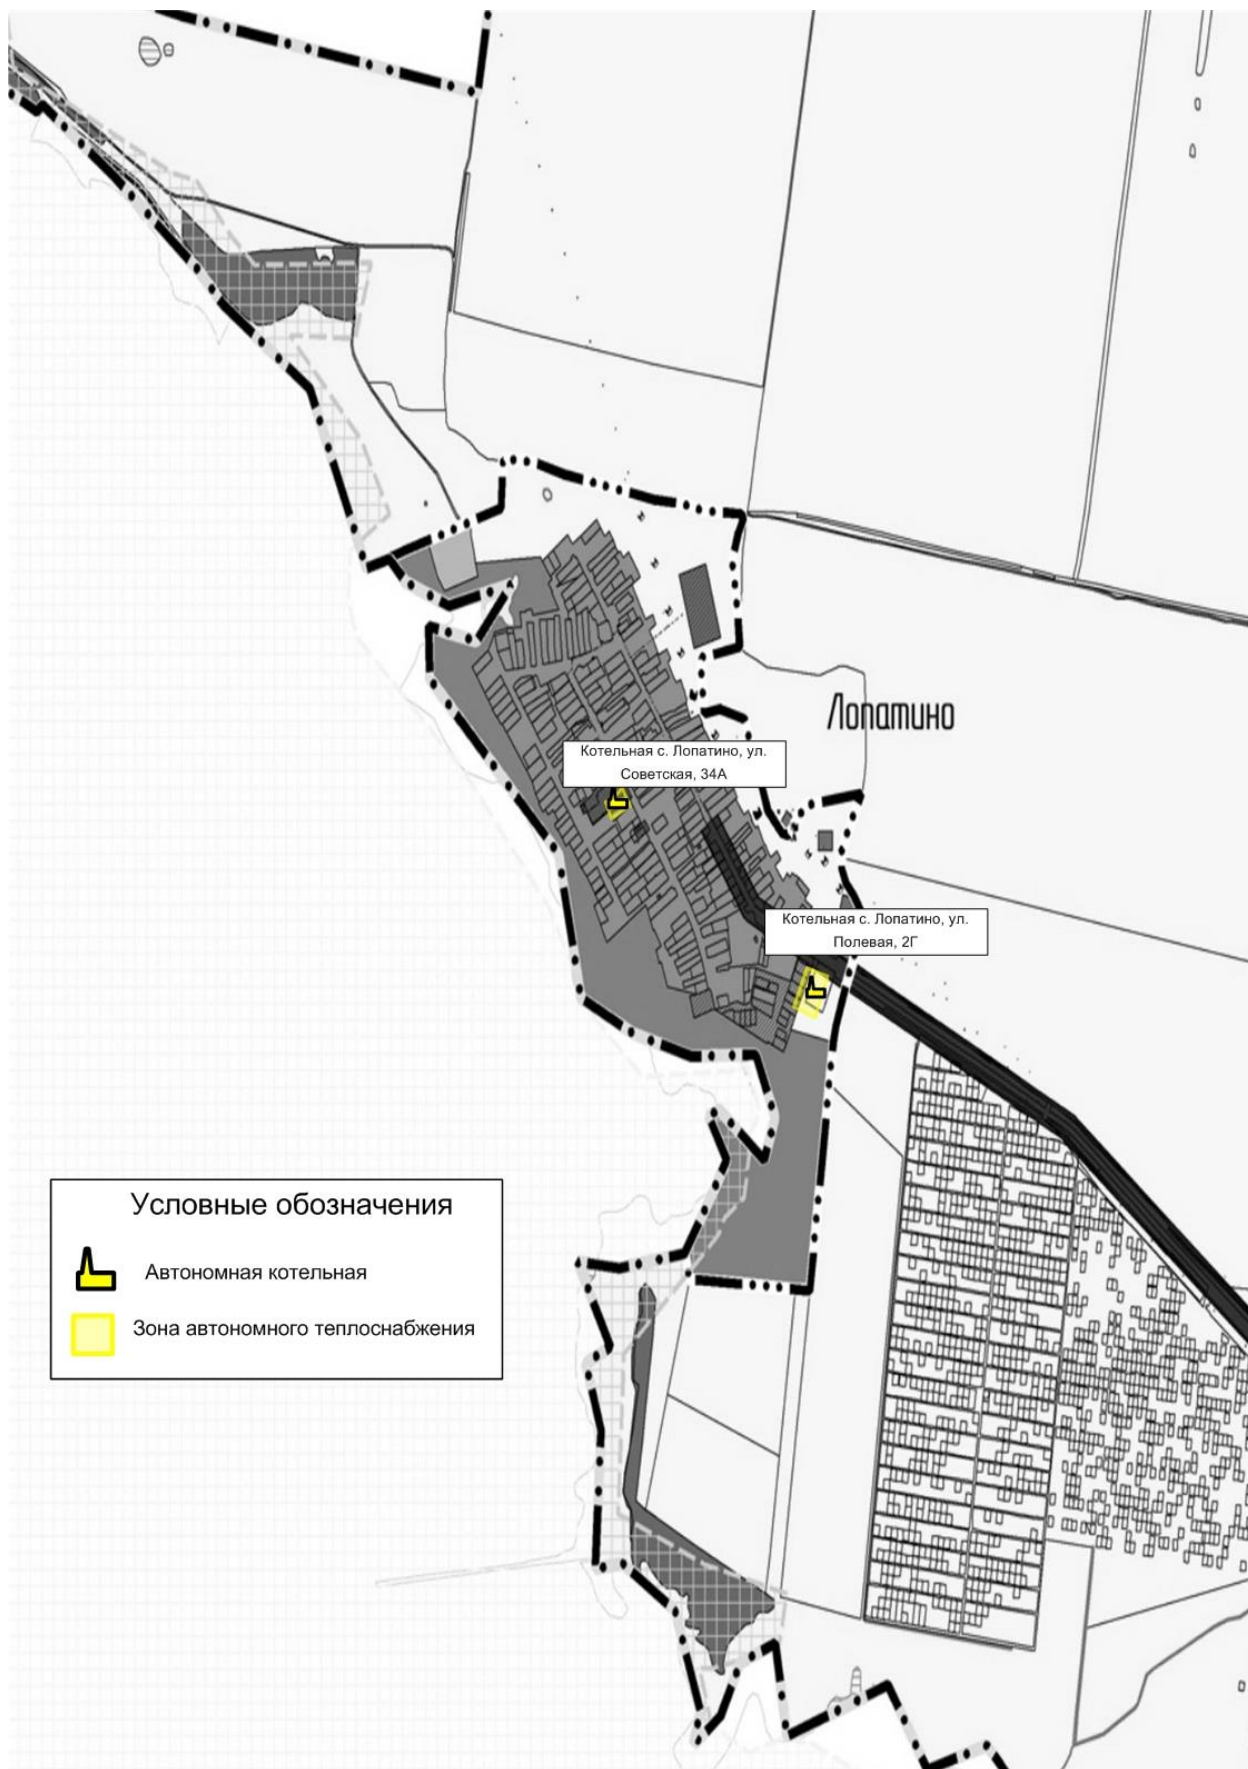 Лопатино
Котельная с. Лопатино, ул.
Советская, 34А
Котельная с. Лопатино, ул.
Полевая, 2Г
Условные обозначения
Автономная котельная
Зона автономного теплоснабжения